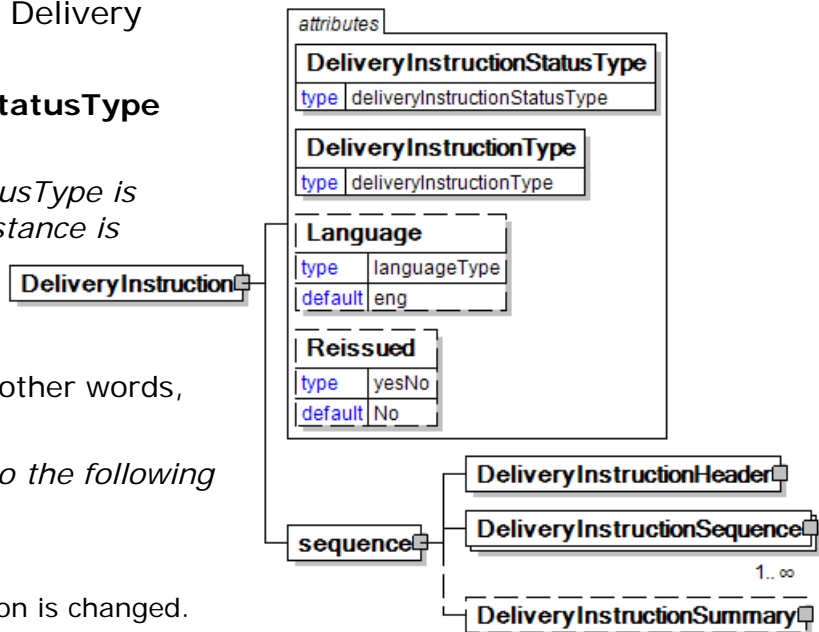 Delivery
tatusType
usType is
stance is
other words,
o the following
on is changed.
DeliveryInstruction
attributes
DeliveryInstructionStatusType
type deliveryInstructionStatusType
DeliveryInstructionType
type deliveryInstructionType
Language
type languageType
default eng
Reissued
type yesNo
default No
sequence
DeliveryInstructionHeader
DeliveryInstructionSequence
1.. ∞
DeliveryInstructionSummary